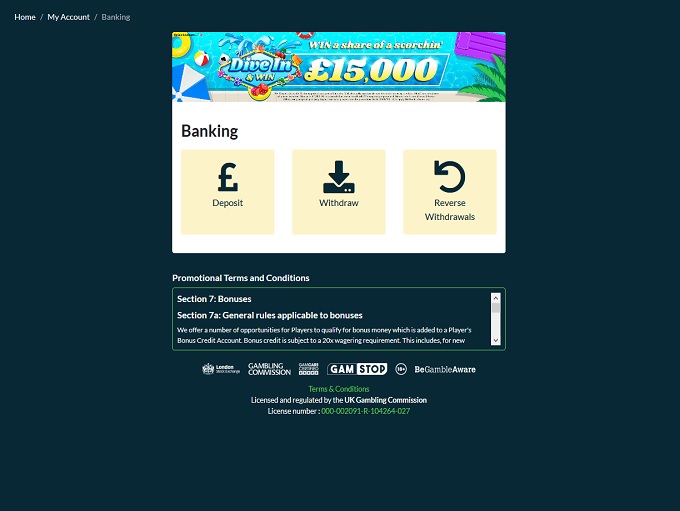 Home / My Account / Banking
WIN a share of a scorchin'
Dive In
& WIN
£15,000
Banking
Deposit
Withdraw
Reverse
Withdrawals
Promotional Terms and Conditions
Section 7: Bonuses
Section 7a: General rules applicable to bonuses
We offer a number of opportunities for Players to qualify for bonus money which is added to a Player's
Bonus Credit Account. Bonus credit is subject to a 20x wagering requirement. This includes, for new
London
Stock Exchange
GAMBLING
COMMISSION
GAMCARE
CERTIFIED
GAMSTOP
18+
BeGambleAware
Terms & Conditions
Licensed and regulated by the UK Gambling Commission
License number : 000-002091-R-104264-027